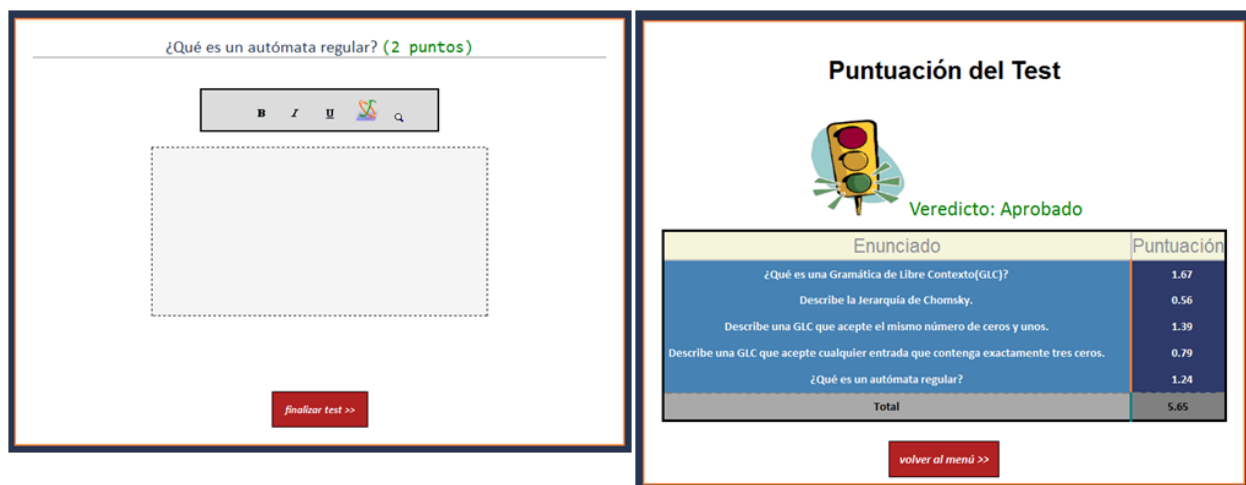 ¿Qué es un autómata regular? (2 puntos)
B I U
finalizar test >>
Puntuación del Test
Veredicto: Aprobado
Enunciado Puntuación
¿Qué es una Gramática de Libre Contexto(GLC)? 1.67
Describe la Jerarquía de Chomsky. 0.56
Describe una GLC que acepte el mismo número de ceros y unos. 1.39
Describe una GLC que acepte cualquier entrada que contenga exactamente tres ceros. 0.79
¿Qué es un autómata regular? 1.24
Total 5.65
volver al menú >>